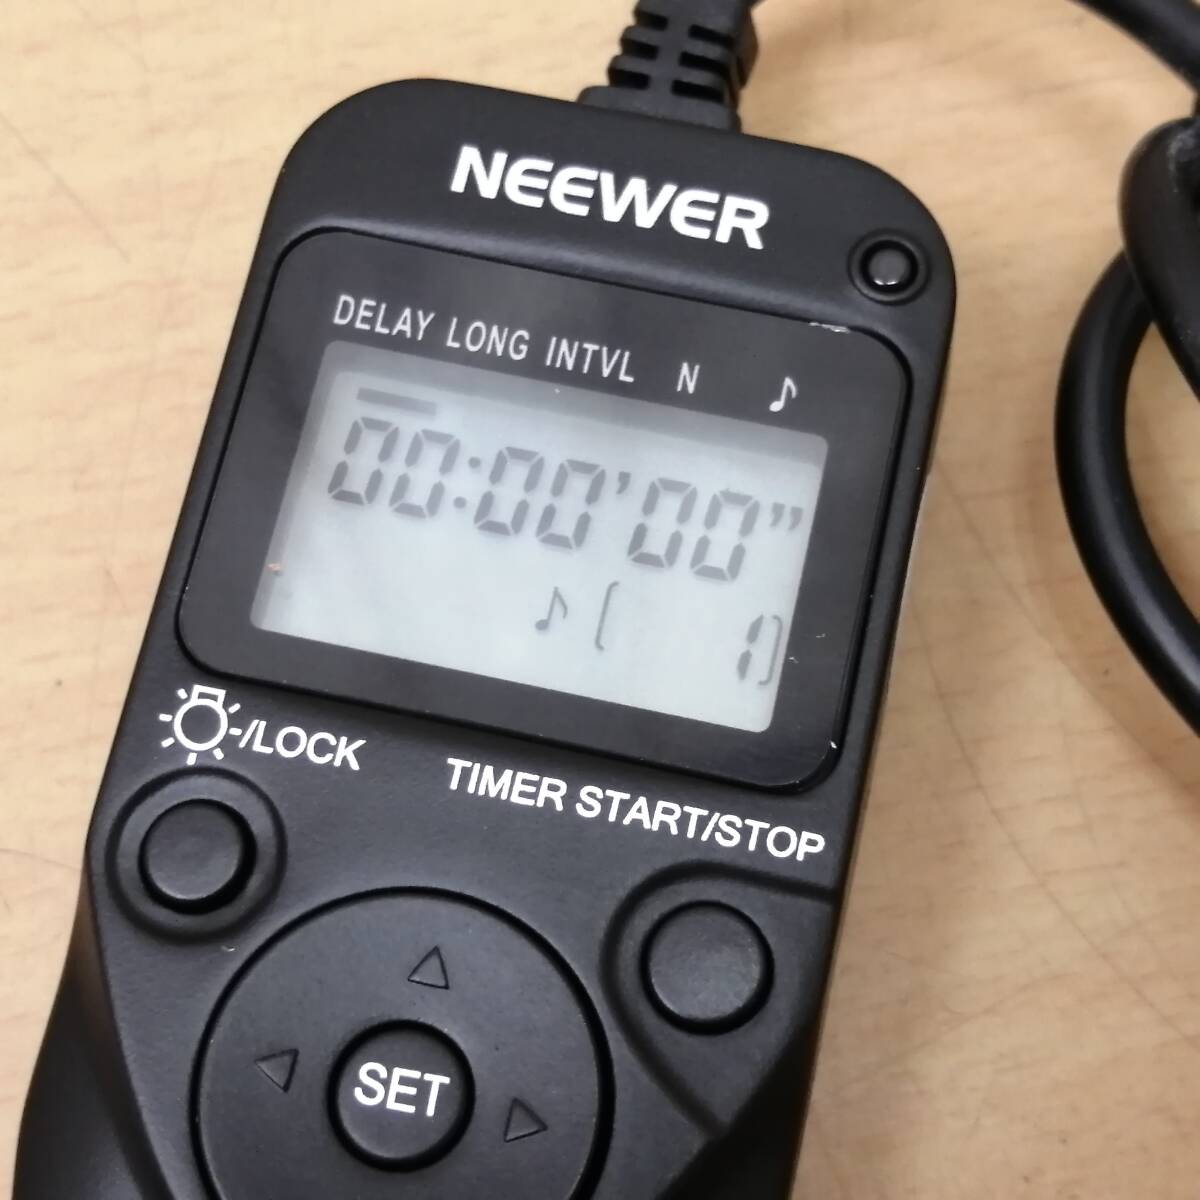 NEEWER
DELAY LONG INTVL N ♪
00:00'00"
♪ [ 1]
/LOCK
TIMER START/STOP
SET